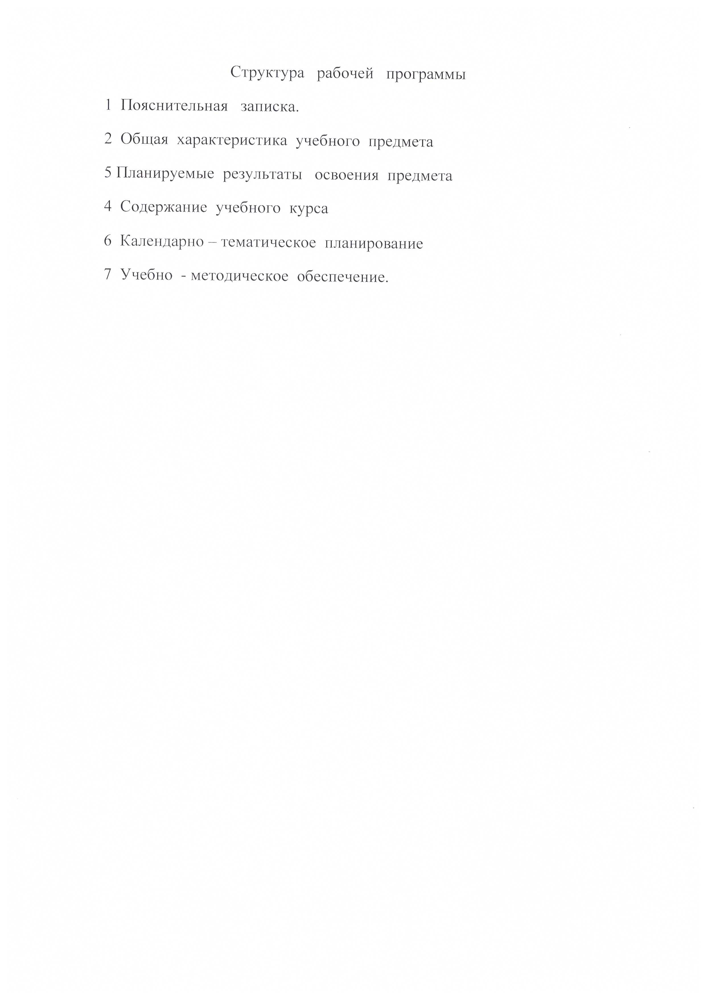 Структура рабочей программы
1 Пояснительная записка.
2 Общая характеристика учебного предмета
5 Планируемые результаты освоения предмета
4 Содержание учебного курса
6 Календарно – тематическое планирование
7 Учебно - методическое обеспечение.